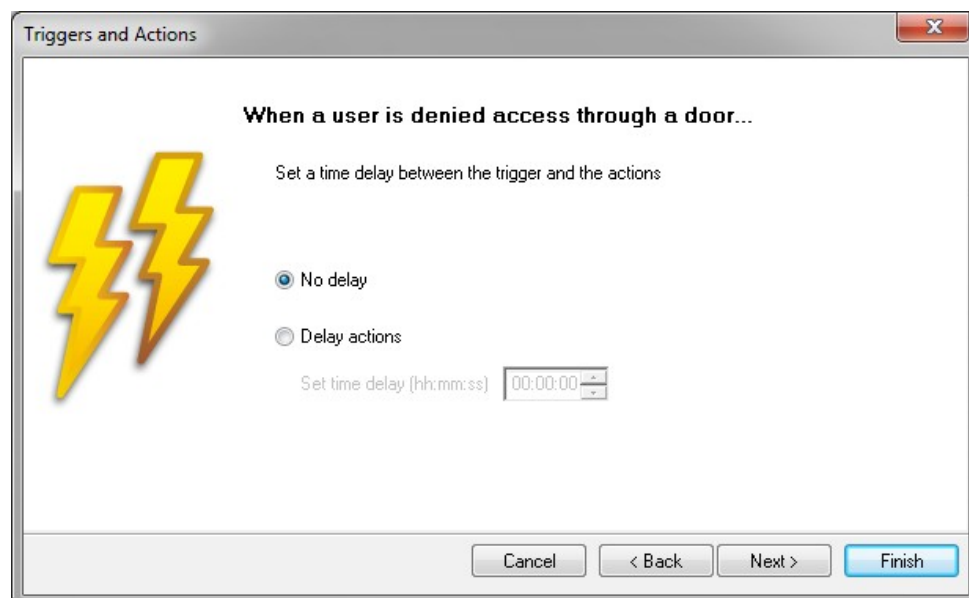 Triggers and Actions
When a user is denied access through a door...
Set a time delay between the trigger and the actions
No delay
Delay actions
Set time delay (hh:mm:ss) 00:00:00
Cancel < Back Next > Finish